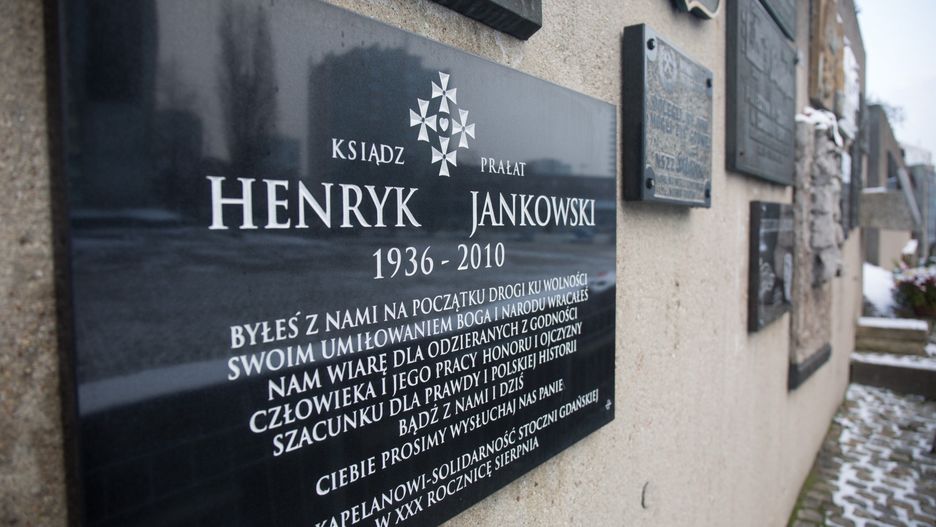 KSIĄDZ PRAŁAT
HENRYK JANKOWSKI
1936 - 2010
BYŁEŚ Z NAMI NA POCZĄTKU DROGI KU WOLNOŚCI
SWOIM UMIŁOWANIEM BOGA I NARODU WRACAŁEŚ
NAM WIARĘ DLA ODZIERANYCH Z GODNOŚCI
CZŁOWIEKA I JEGO PRACY HONORU I OJCZYZNY
SZACUNKU DLA PRAWDY I POLSKIEJ HISTORII
BĄDŹ Z NAMI I DZIŚ
CIEBIE PROSIMY WYSŁUCHAJ NAS PANIE
KAPELANOWI-SOLIDARNOŚĆ STOCZNI GDAŃSKIEJ
W XXX ROCZNICĘ SIERPNIA